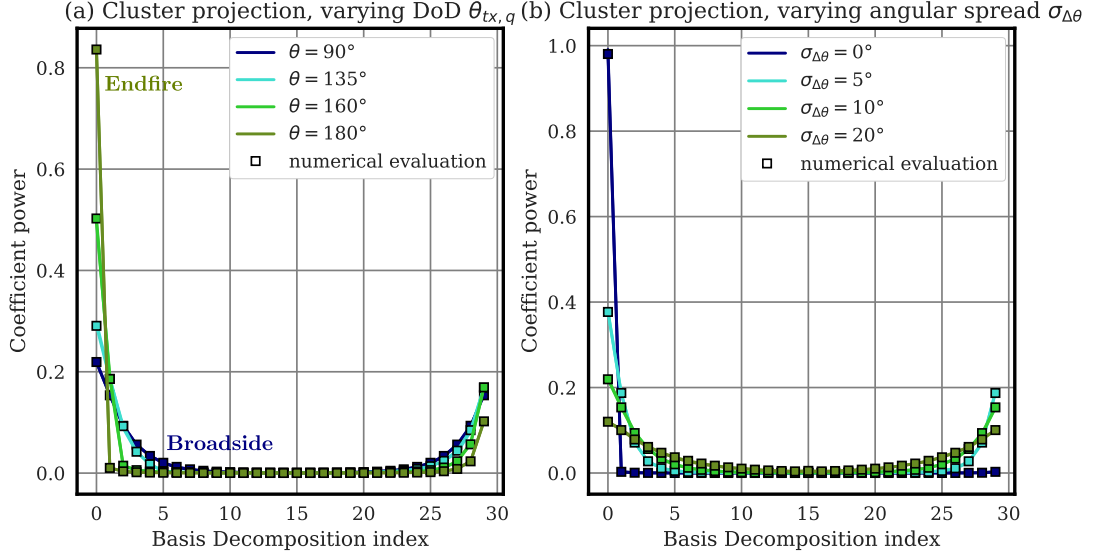 (a) Cluster projection, varying DoD θ_{tx, q}
Coefficient power
0.8
0.6
0.4
0.2
0.0
Endfire
Broadside
θ = 90°
θ = 135°
θ = 160°
θ = 180°
numerical evaluation
0 5 10 15 20 25 30
Basis Decomposition index
(b) Cluster projection, varying angular spread σ_{Δθ}
Coefficient power
1.0
0.8
0.6
0.4
0.2
0.0
σ_{Δθ} = 0°
σ_{Δθ} = 5°
σ_{Δθ} = 10°
σ_{Δθ} = 20°
numerical evaluation
0 5 10 15 20 25 30
Basis Decomposition index